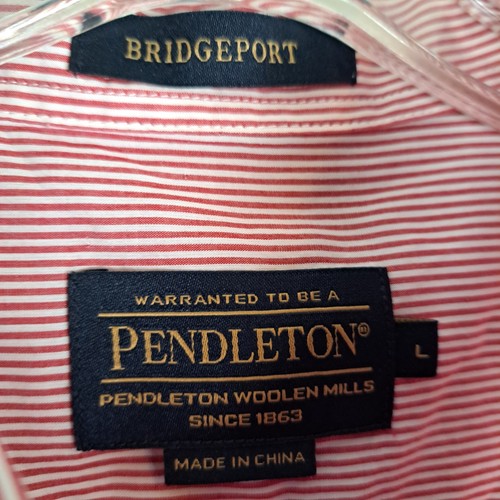 BRIDGEPORT
WARRANTED TO BE A
PENDLETON®
L
PENDLETON WOOLEN MILLS
SINCE 1863
MADE IN CHINA